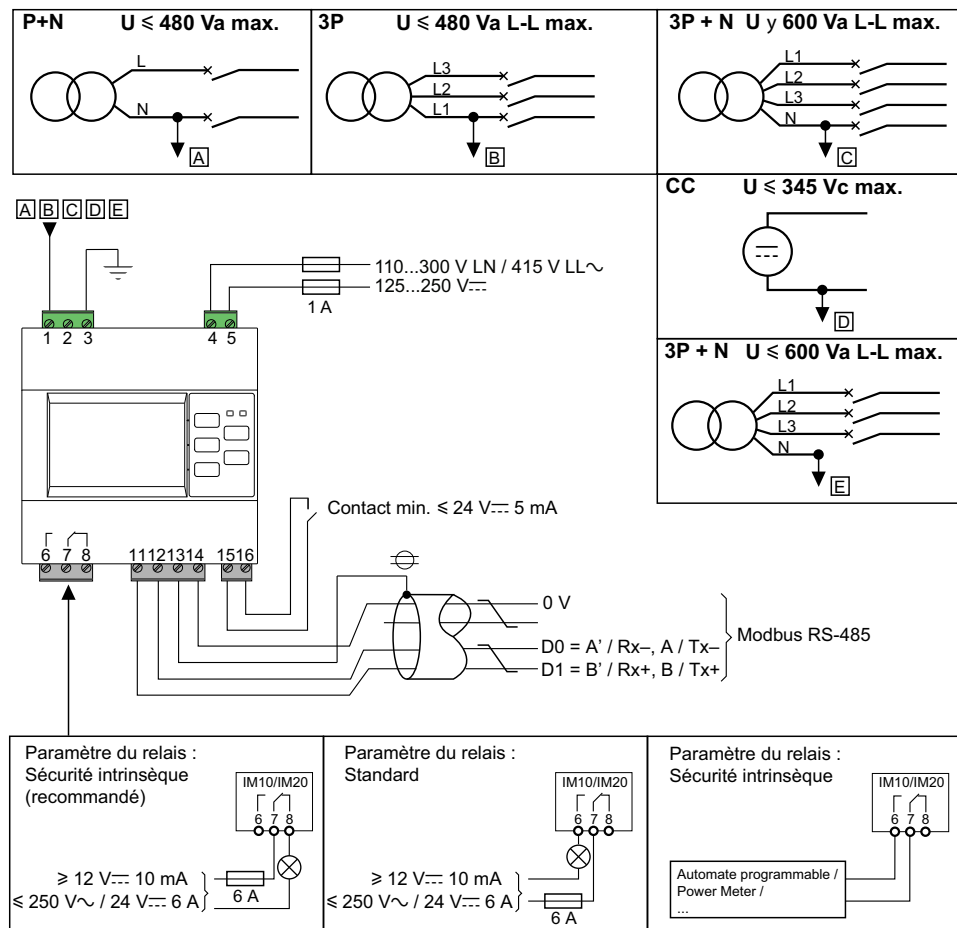 P+N U ≤ 480 Va max.
L
N
A
3P U ≤ 480 Va L-L max.
L3
L2
L1
B
3P + N U y 600 Va L-L max.
L1
L2
L3
N
C
CC U ≤ 345 Vc max.
D
3P + N U ≤ 600 Va L-L max.
L1
L2
L3
N
E
A B C D E
110...300 V LN / 415 V LL∼
125...250 V⎓
1 A
1 2 3
4 5
Contact min. ≤ 24 V⎓ 5 mA
6 7 8
11 12 13 14
15 16
0 V
D0 = A’ / Rx–, A / Tx–
D1 = B’ / Rx+, B / Tx+
Modbus RS-485
Paramètre du relais :
Sécurité intrinsèque
(recommandé)
IM10/IM20
6 7 8
≥ 12 V⎓ 10 mA
≤ 250 V∼ / 24 V⎓ 6 A
6 A
Paramètre du relais :
Standard
IM10/IM20
6 7 8
≥ 12 V⎓ 10 mA
≤ 250 V∼ / 24 V⎓ 6 A
6 A
Paramètre du relais :
Sécurité intrinsèque
IM10/IM20
6 7 8
Automate programmable /
Power Meter /
...